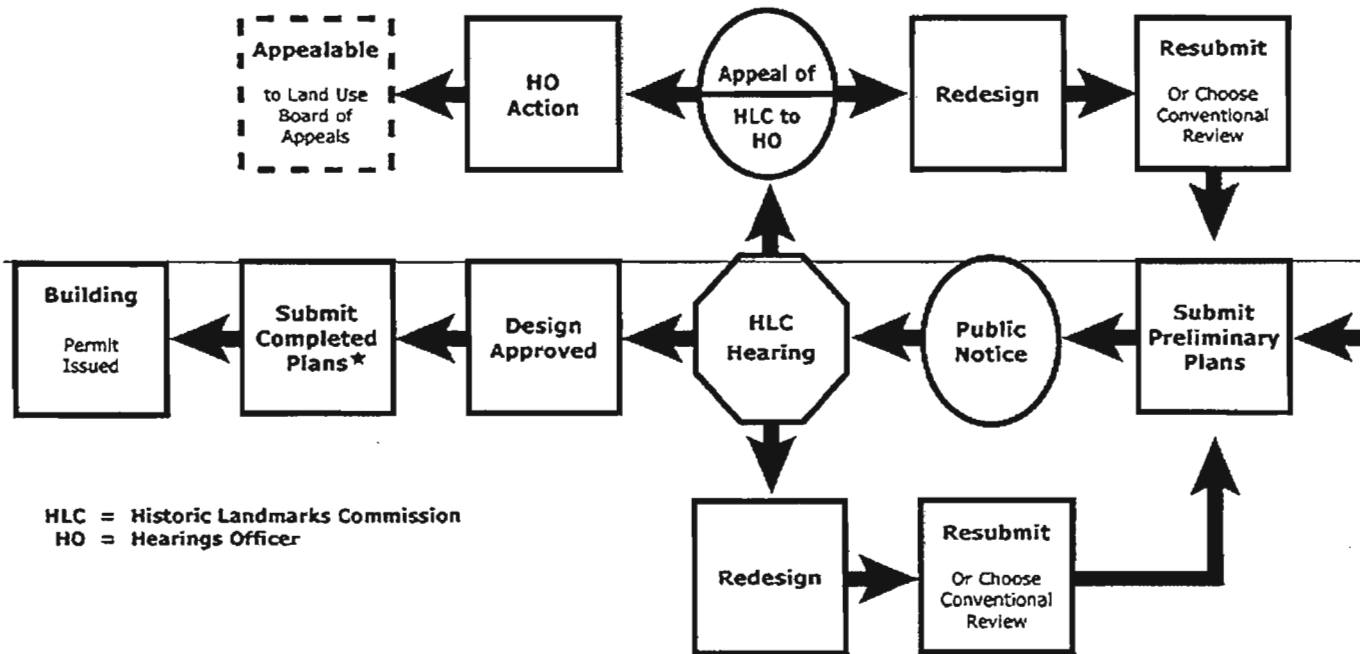 Appealable
to Land Use
Board of
Appeals
HO
Action
Appeal of
HLC to
HO
Redesign
Resubmit
Or Choose
Conventional
Review
Building
Permit
Issued
Submit
Completed
Plans★
Design
Approved
HLC
Hearing
Public
Notice
Submit
Preliminary
Plans
HLC = Historic Landmarks Commission
HO = Hearings Officer
Redesign
Resubmit
Or Choose
Conventional
Review